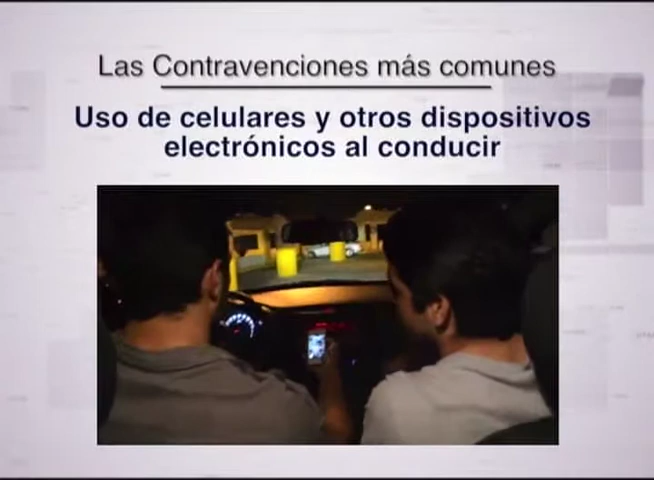 Las Contravenciones más comunes
Uso de celulares y otros dispositivos
electrónicos al conducir